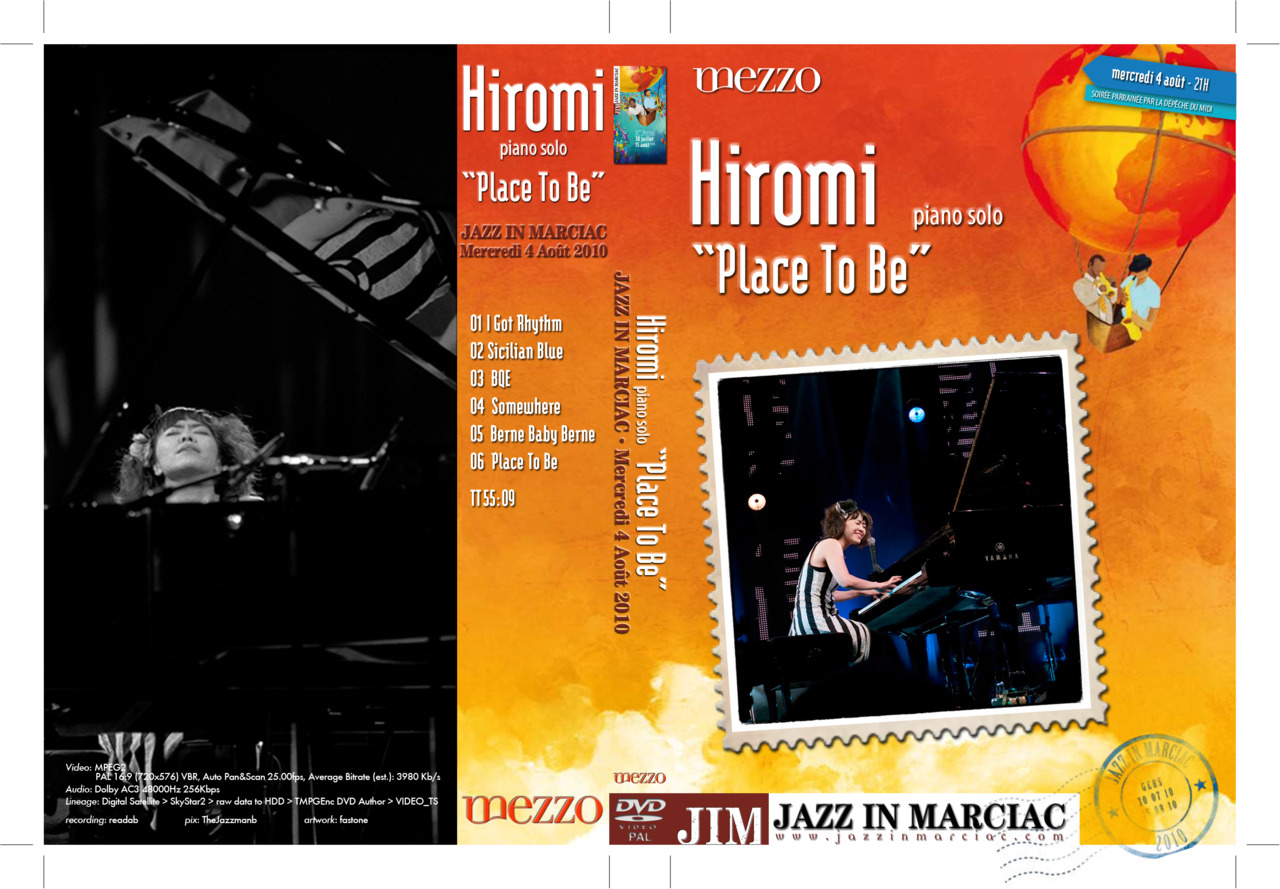 Video: MPEG2
PAL 16:9 (720x576) VBR, Auto Pan&Scan 25.00fps, Average Bitrate (est.): 3980 Kb/s
Audio: Dolby AC3 48000Hz 256Kbps
Lineage: Digital Satellite > SkyStar2 > raw data to HDD > TMPGEnc DVD Author > VIDEO_TS
recording: readab pix: TheJazzmanb artwork: fastone
Hiromi
piano solo
"Place To Be"
JAZZ IN MARCIAC
Mercredi 4 Août 2010
01 I Got Rhythm
02 Sicilian Blue
03 BQE
04 Somewhere
05 Berne Baby Berne
06 Place To Be
TT 55:09
mezzo
Hiromi piano solo "Place To Be"
JAZZ IN MARCIAC · Mercredi 4 Août 2010
mezzo
DVD
VIDEO
PAL
mezzo
mercredi 4 août - 21H
SOIRÉE PARRAINÉE PAR LA DÉPÊCHE DU MIDI
Hiromi piano solo
"Place To Be"
YAMAHA
JIM JAZZ IN MARCIAC
www.jazzinmarciac.com
JAZZ IN MARCIAC
GERS
30 07 10
08 10
2010